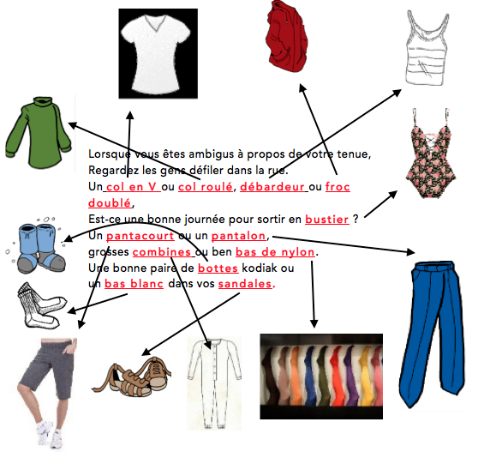 Lorsque vous êtes ambigus à propos de votre tenue,
Regardez les gens défiler dans la rue.
Un col en V ou col roulé, débardeur ou froc
doublé,
Est-ce une bonne journée pour sortir en bustier ?
Un pantacourt ou un pantalon,
grosses combines ou ben bas de nylon.
Une bonne paire de bottes kodiak ou
un bas blanc dans vos sandales.